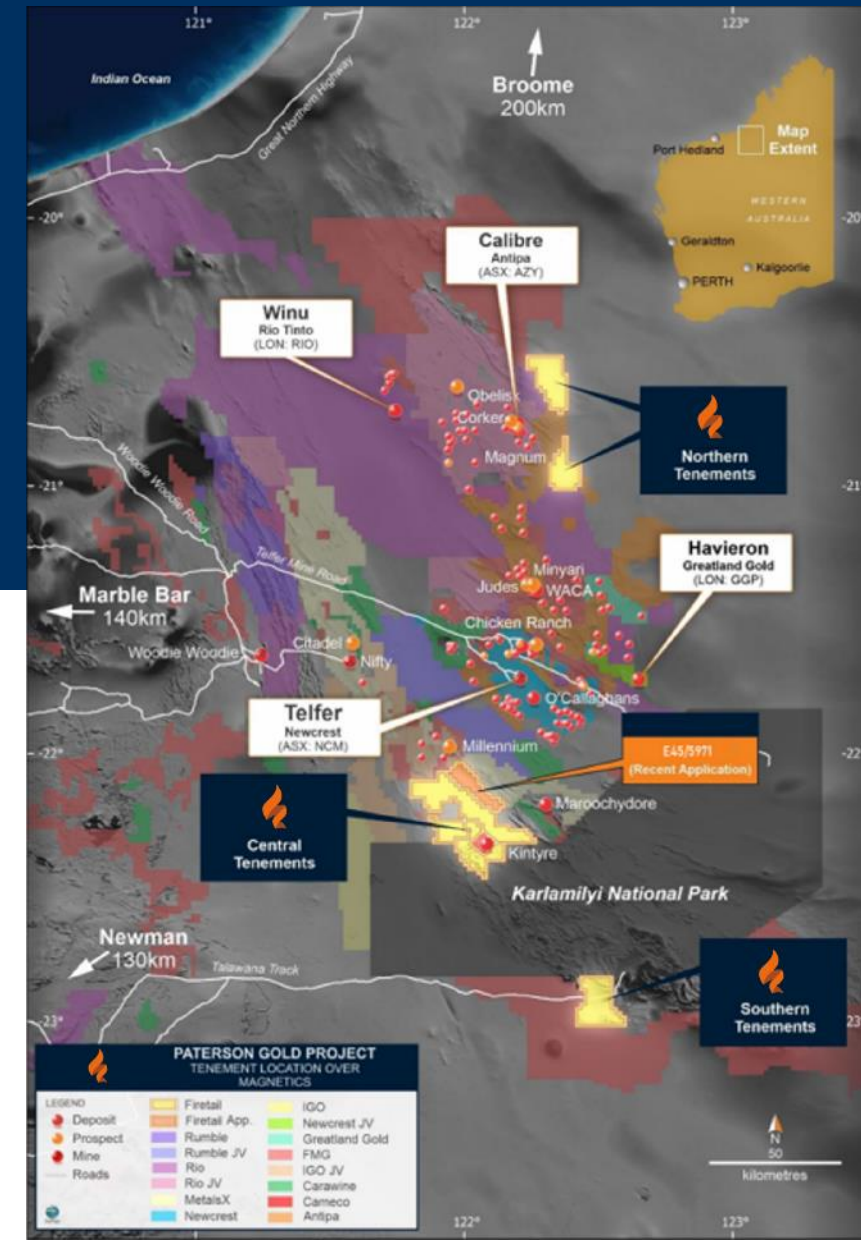 121°
122°
123°
Indian Ocean
Great Northern Highway
Broome
200km
Map
Extent
Port Hedland
WESTERN
AUSTRALIA
Geraldton
Kalgoorlie
PERTH
-20°
-20°
Calibre
Antipa
(ASX: AZY)
Winu
Rio Tinto
(LON: RIO)
Obelisk
Corker
Magnum
Northern
Tenements
-21°
-21°
Woodie Woodie Road
Telfer Mine Road
Havieron
Greatland Gold
(LON: GGP)
Minyari
Judes
WACA
Marble Bar
140km
Chicken Ranch
Woodie Woodie
Citadel
Nifty
O'Callaghans
Telfer
Newcrest
(ASX: NCM)
-22°
-22°
Millennium
E45/5971
(Recent Application)
Maroochydore
Central
Tenements
Kintyre
Karlamilyi National Park
Newman
130km
Talawana Track
Southern
Tenements
-23°
-23°
PATERSON GOLD PROJECT
TENEMENT LOCATION OVER
MAGNETICS
LEGEND
Deposit
Prospect
Mine
Roads
Firetail
Firetail App.
Rumble
Rumble JV
Rio
Rio JV
MetalsX
Newcrest
IGO
Newcrest JV
Greatland Gold
FMG
IGO JV
Carawine
Cameco
Antipa
N
50
kilometres
122°
123°